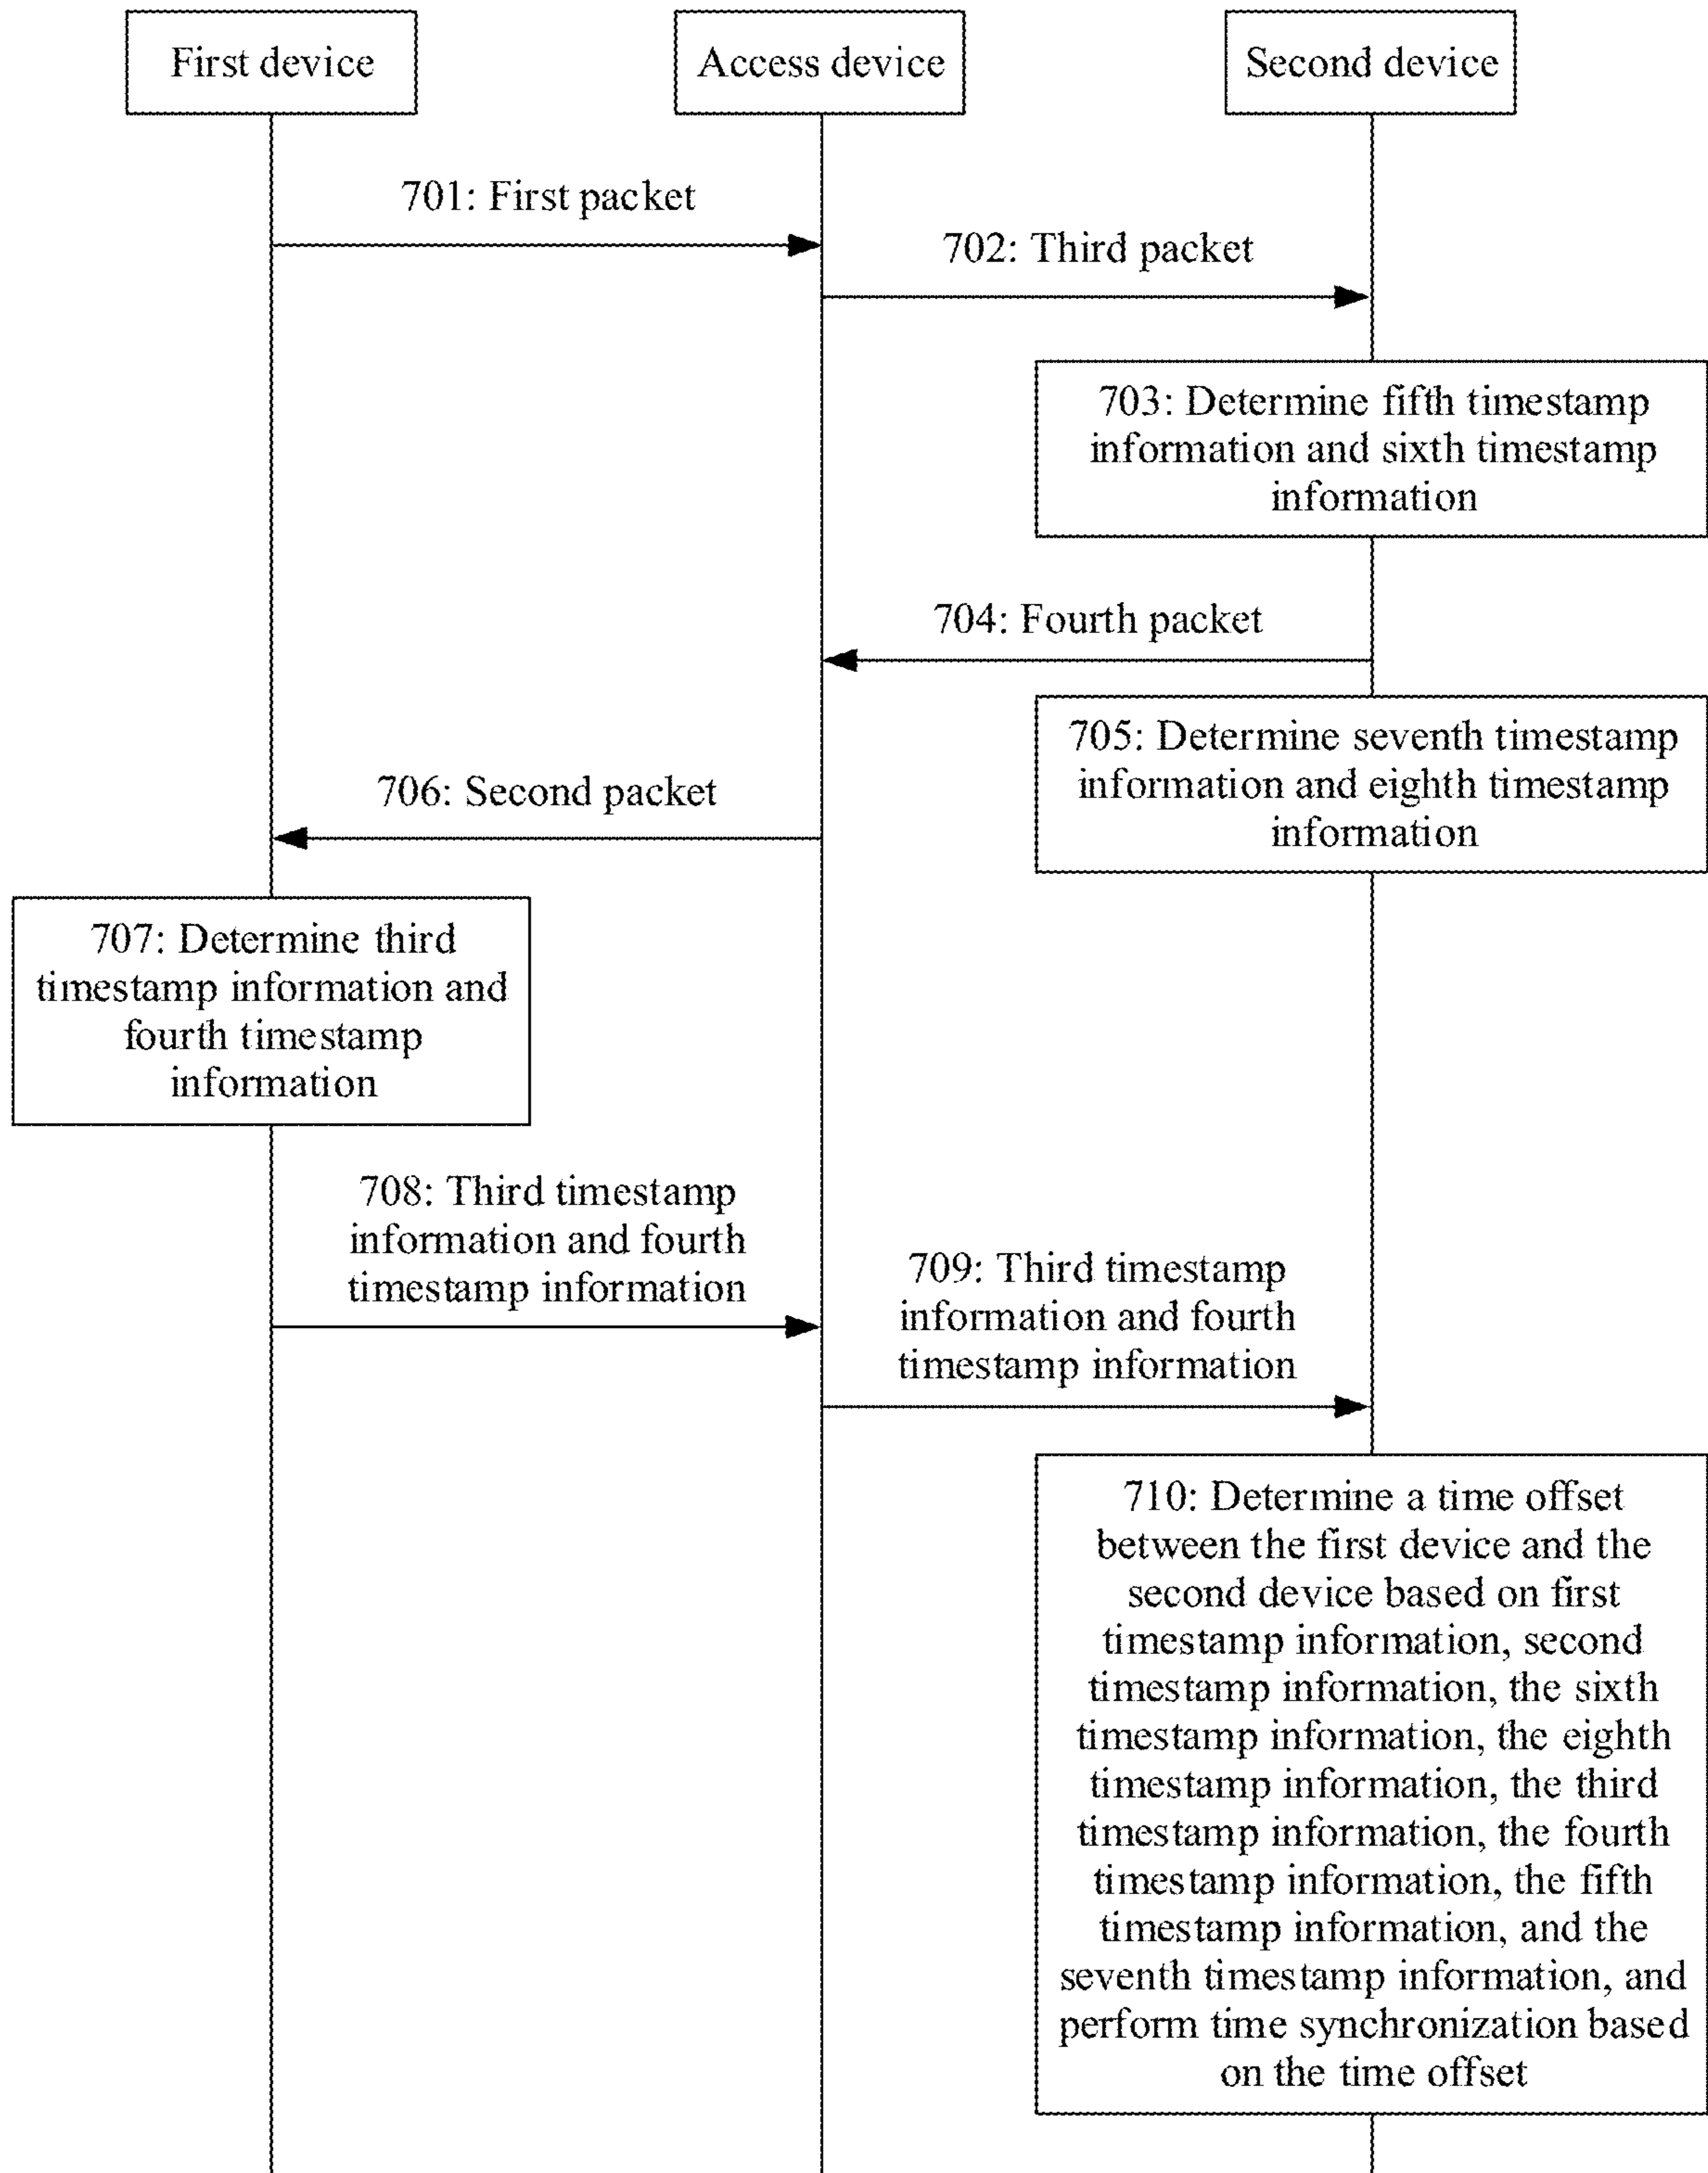 First device
Access device
Second device
701: First packet
702: Third packet
703: Determine fifth timestamp
information and sixth timestamp
information
704: Fourth packet
705: Determine seventh timestamp
information and eighth timestamp
information
706: Second packet
707: Determine third
timestamp information and
fourth timestamp
information
708: Third timestamp
information and fourth
timestamp information
709: Third timestamp
information and fourth
timestamp information
710: Determine a time offset
between the first device and the
second device based on first
timestamp information, second
timestamp information, the sixth
timestamp information, the eighth
timestamp information, the third
timestamp information, the fourth
timestamp information, the fifth
timestamp information, and the
seventh timestamp information, and
perform time synchronization based
on the time offset